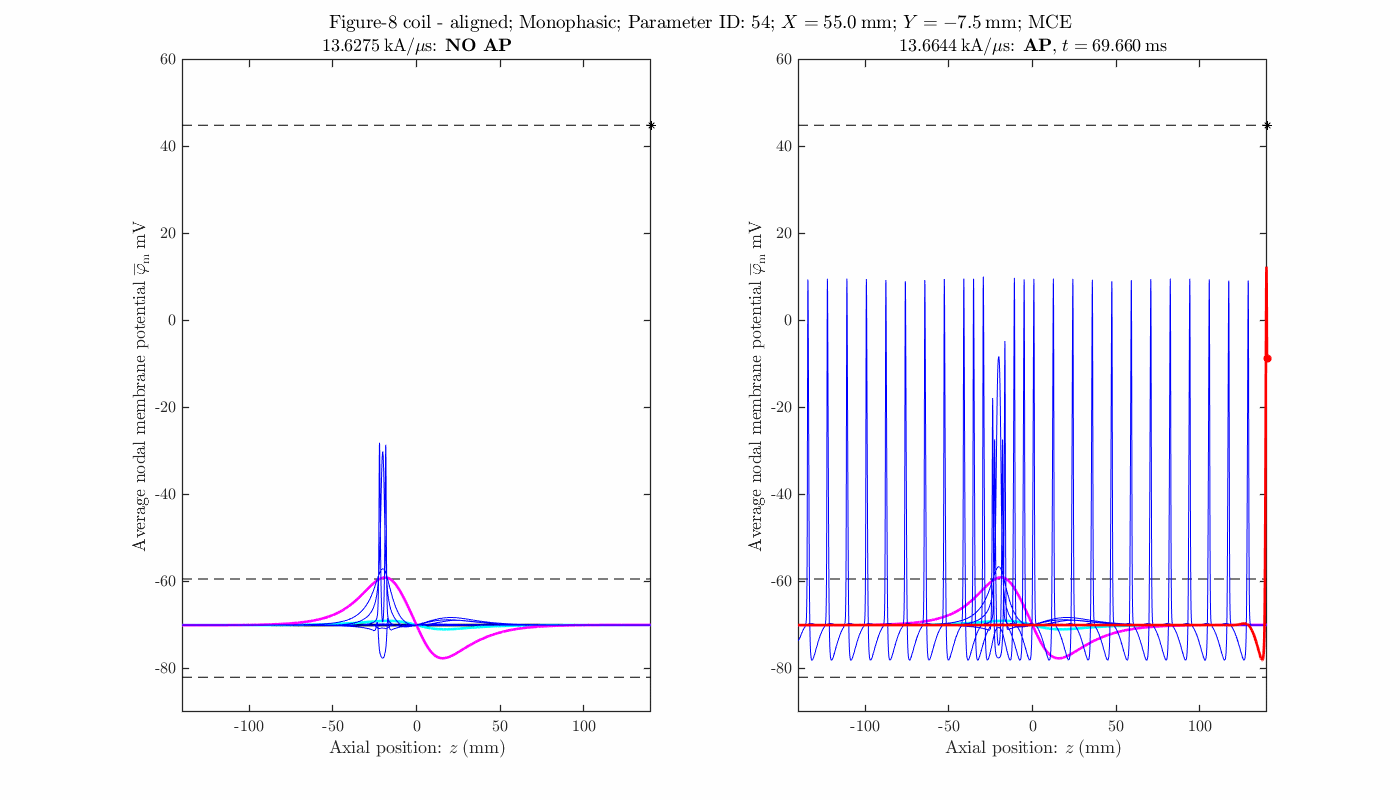 Figure-8 coil - aligned; Monophasic; Parameter ID: 54; X = 55.0 mm; Y = −7.5 mm; MCE
13.6275 kA/μs: NO AP
60
40
20
0
-20
-40
-60
-80
-100 -50 0 50 100
Average nodal membrane potential φ̅m mV
Axial position: z (mm)
13.6644 kA/μs: AP, t = 69.660 ms
60
40
20
0
-20
-40
-60
-80
-100 -50 0 50 100
Average nodal membrane potential φ̅m mV
Axial position: z (mm)